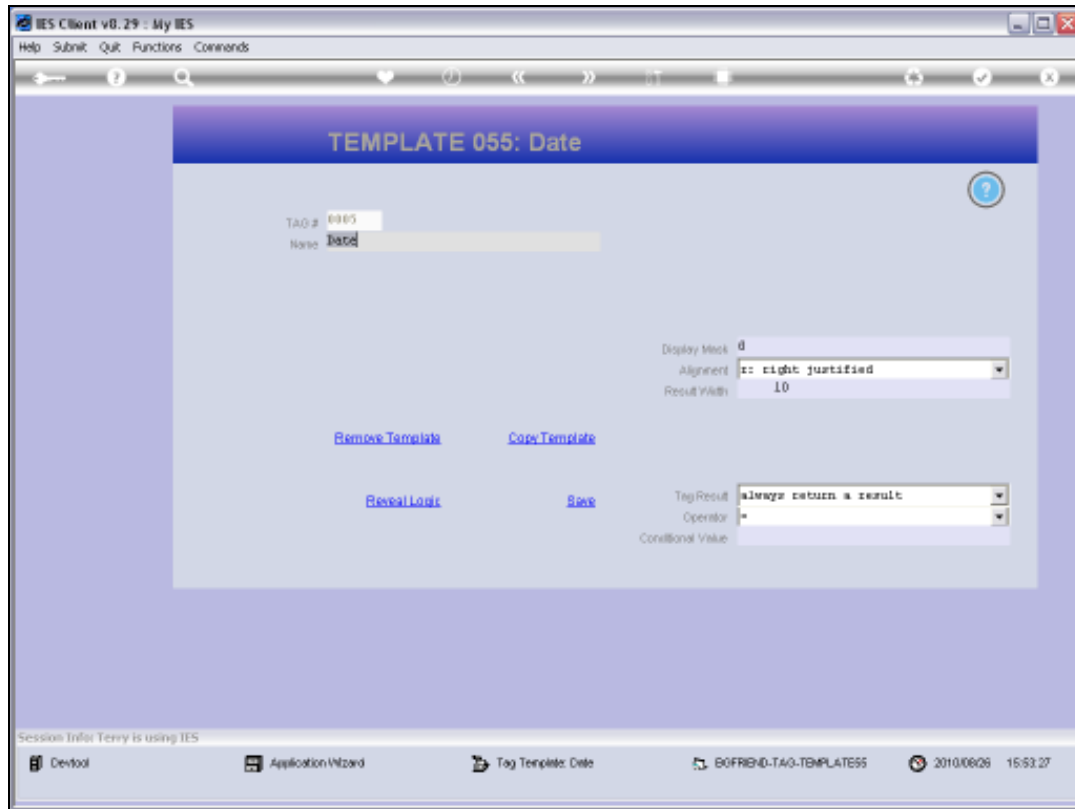 IES Client v8.29 : My IES
Help Submit Quit Functions Commands
TEMPLATE 055: Date
TAG # 0005
Name Date
Display Mask d
Alignment r: right justified
Result Width 10
Remove Template Copy Template
Reveal Logic Save
Tag Result always return a result
Operator =
Conditional Value
Session Info: Terry is using IES
Devtool Application Wizard Tag Template: Date BGFRIEND-TAG-TEMPLATE55 2010/08/26 15:53:27